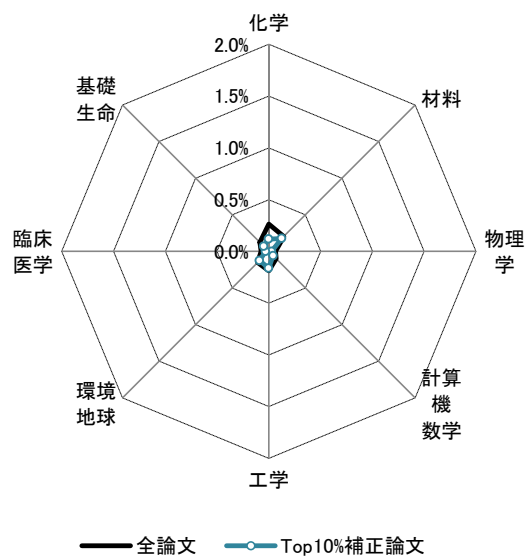 化学
2.0%
1.5%
1.0%
0.5%
0.0%
材料
物理
学
計算
機
数学
工学
環境
地球
臨床
医学
基礎
生命
全論文
Top10%補正論文